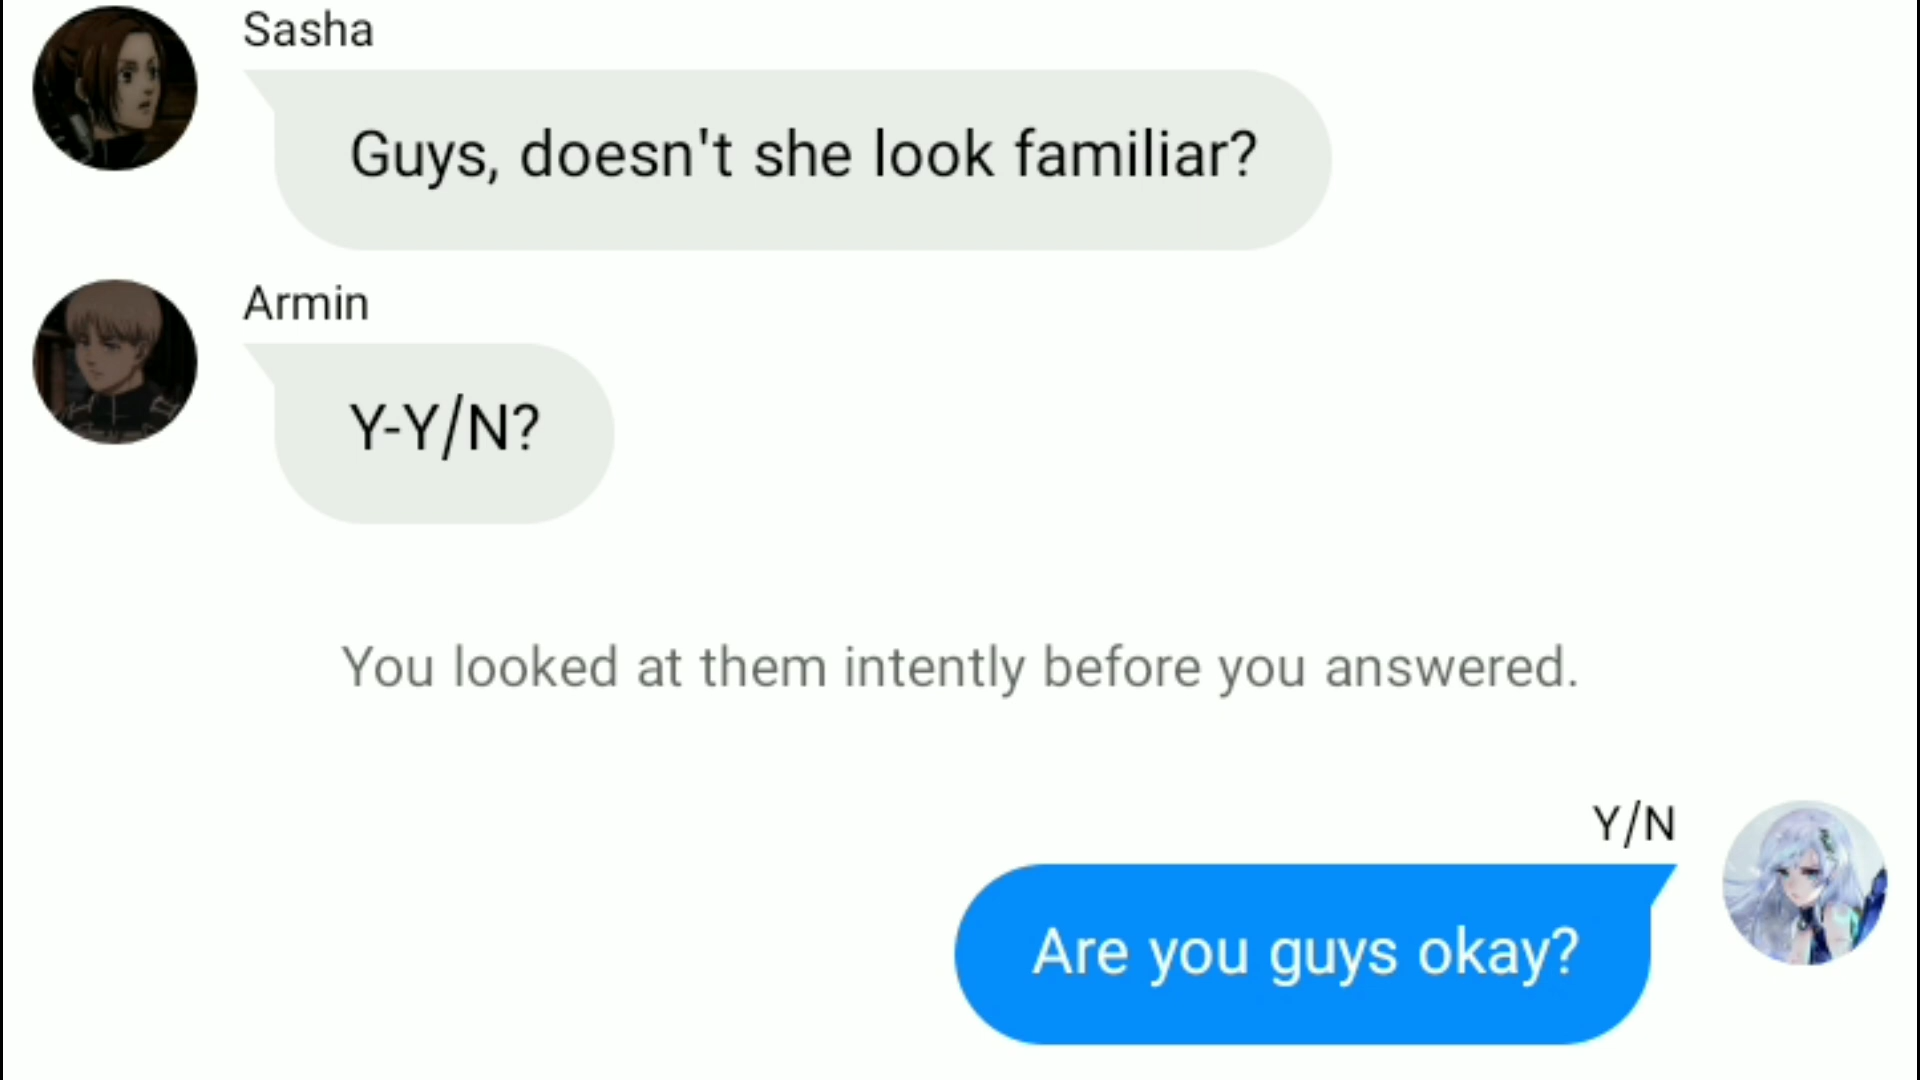 Sasha
Guys, doesn't she look familiar?
Armin
Y-Y/N?
You looked at them intently before you answered.
Y/N
Are you guys okay?